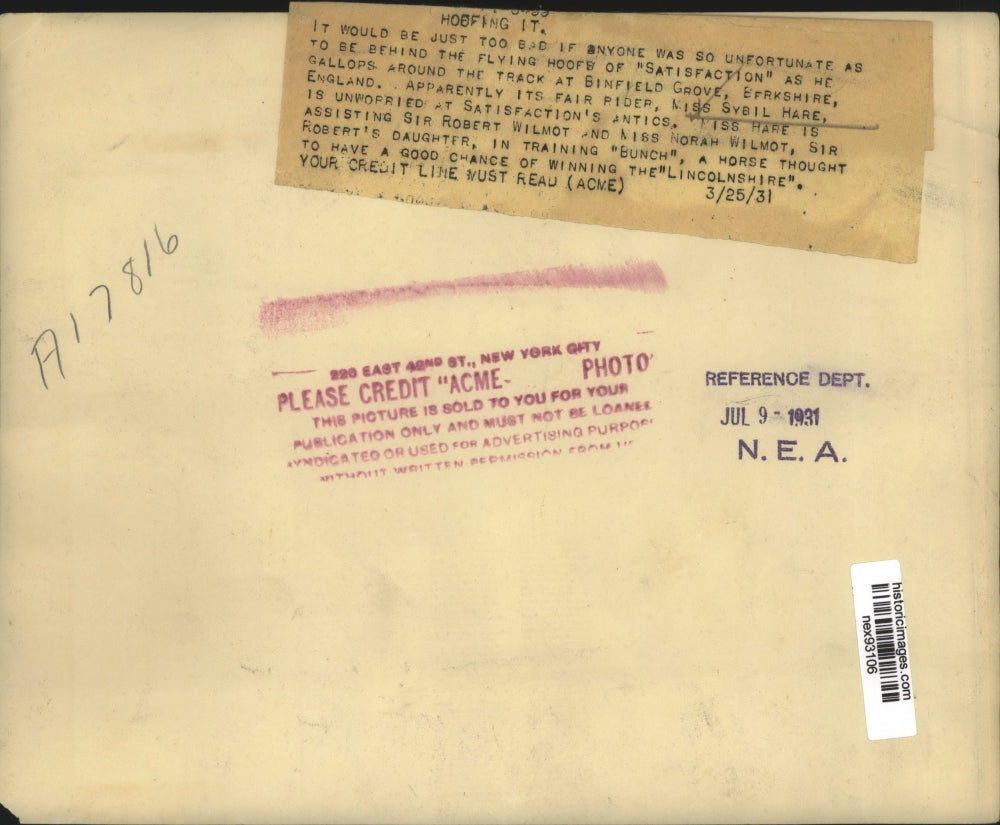 HOOFING IT.
IT WOULD BE JUST TOO BAD IF ANYONE WAS SO UNFORTUNATE AS
TO BE BEHIND THE FLYING HOOFS OF "SATISFACTION" AS HE
GALLOPS AROUND THE TRACK AT BINFIELD GROVE, BERKSHIRE,
ENGLAND. APPARENTLY ITS FAIR RIDER, MISS SYBIL HARE,
IS UNWORRIED AT SATISFACTION'S ANTICS. MISS HARE IS
ASSISTING SIR ROBERT WILMOT AND MISS NORAH WILMOT, SIR
ROBERT'S DAUGHTER, IN TRAINING "BUNCH", A HORSE THOUGHT
TO HAVE A GOOD CHANCE OF WINNING THE "LINCOLNSHIRE".
YOUR CREDIT LINE MUST READ (ACME) 3/25/31
A17816
220 EAST 42ND ST., NEW YORK CITY
PLEASE CREDIT "ACME- PHOTO"
THIS PICTURE IS SOLD TO YOU FOR YOUR
PUBLICATION ONLY AND MUST NOT BE LOANED
SYNDICATED OR USED FOR ADVERTISING PURPOS
WITHOUT WRITTEN PERMISSION FROM US
REFERENCE DEPT.
JUL 9 - 1931
N. E. A.
historicimages.com
nex93106